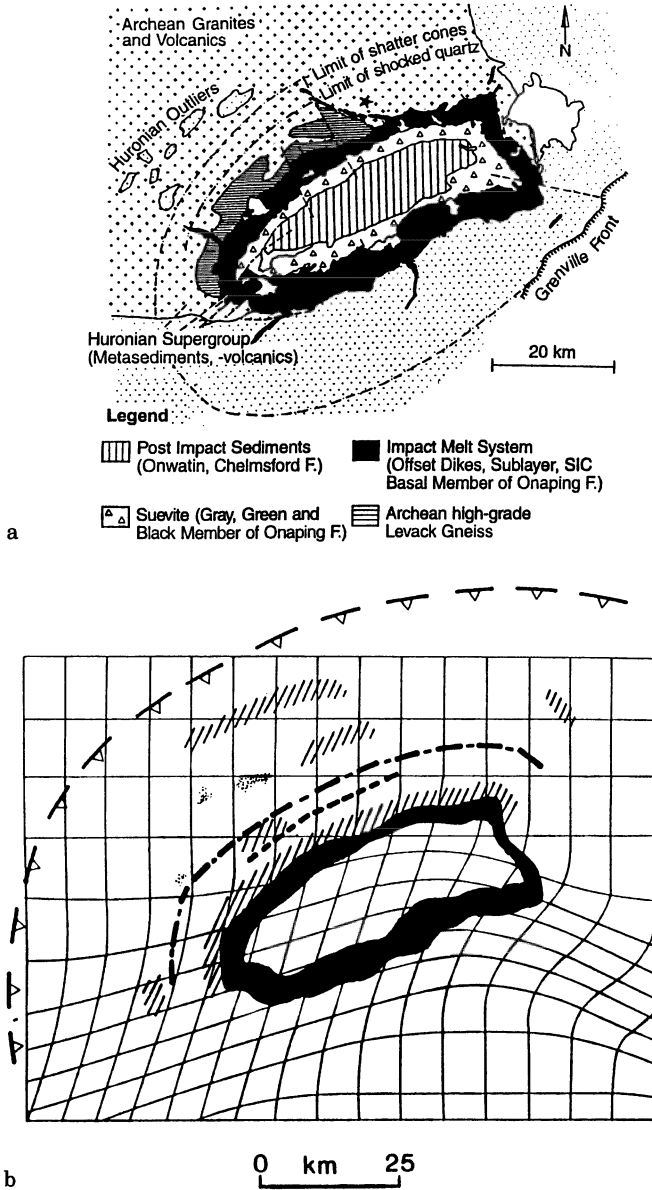 Archean Granites
and Volcanics
N
Limit of shatter cones
Limit of shocked quartz
Huronian Outliers
Grenville Front
Huronian Supergroup
(Metasediments, -volcanics)
20 km
Legend
Post Impact Sediments
(Onwatin, Chelmsford F.)
Impact Melt System
(Offset Dikes, Sublayer, SIC
Basal Member of Onaping F.)
Suevite (Gray, Green and
Black Member of Onaping F.)
Archean high-grade
Levack Gneiss
a
b
0 km 25